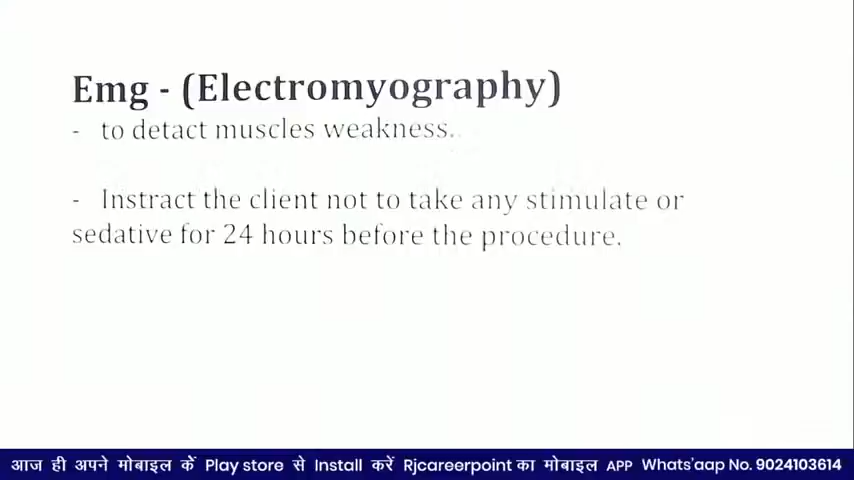 Emg - (Electromyography)
- to detact muscles weakness.
- Instract the client not to take any stimulate or
sedative for 24 hours before the procedure.
आज ही अपने मोबाइल कें Play store से Install करें Rjcareerpoint का मोबाइल APP Whats'aap No. 9024103614